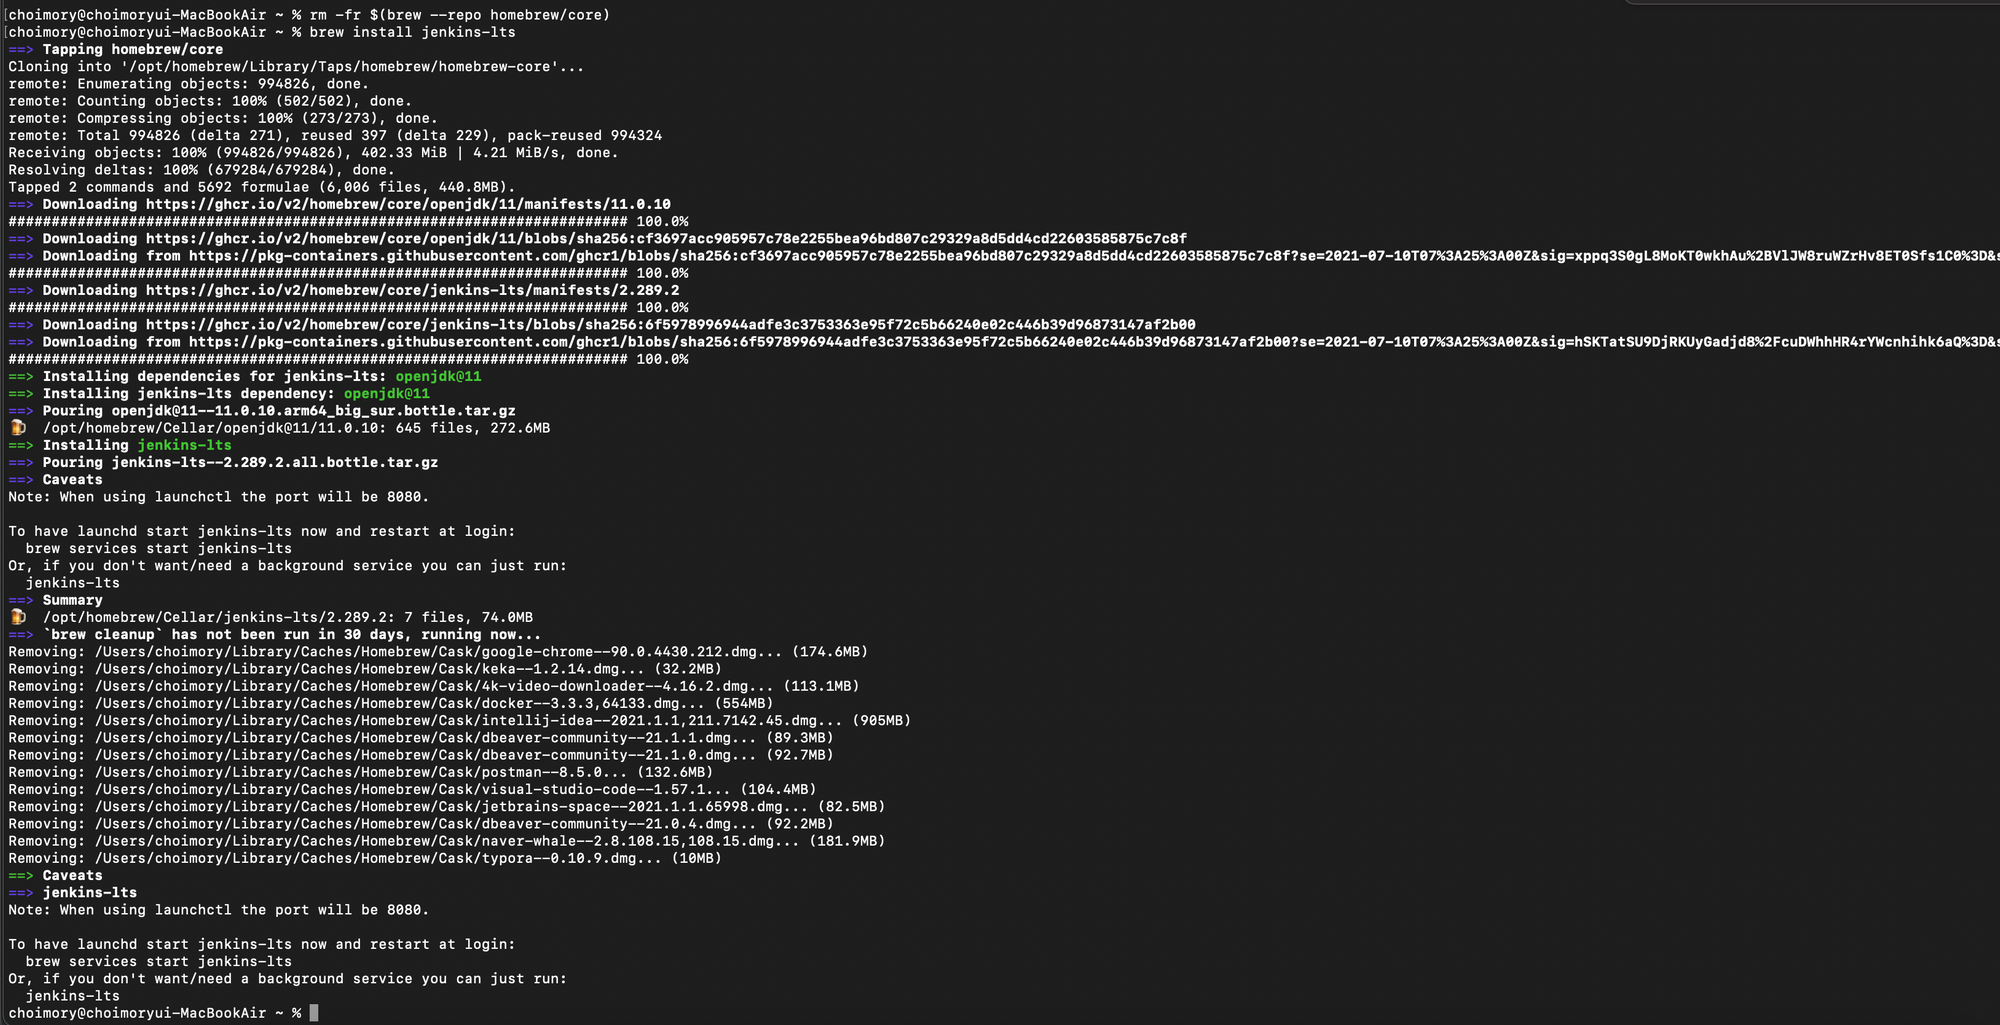 [choimory@choimoryui-MacBookAir ~ % rm -fr $(brew --repo homebrew/core)
[choimory@choimoryui-MacBookAir ~ % brew install jenkins-lts
==> Tapping homebrew/core
Cloning into '/opt/homebrew/Library/Taps/homebrew/homebrew-core'...
remote: Enumerating objects: 994826, done.
remote: Counting objects: 100% (502/502), done.
remote: Compressing objects: 100% (273/273), done.
remote: Total 994826 (delta 271), reused 397 (delta 229), pack-reused 994324
Receiving objects: 100% (994826/994826), 402.33 MiB | 4.21 MiB/s, done.
Resolving deltas: 100% (679284/679284), done.
Tapped 2 commands and 5692 formulae (6,006 files, 440.8MB).
==> Downloading https://ghcr.io/v2/homebrew/core/openjdk/11/manifests/11.0.10
######################################################################## 100.0%
==> Downloading https://ghcr.io/v2/homebrew/core/openjdk/11/blobs/sha256:cf3697acc905957c78e2255bea96bd807c29329a8d5dd4cd22603585875c7c8f
==> Downloading from https://pkg-containers.githubusercontent.com/ghcr1/blobs/sha256:cf3697acc905957c78e2255bea96bd807c29329a8d5dd4cd22603585875c7c8f?se=2021-07-10T07%3A25%3A00Z&sig=xppq3S0gL8MoKT0wkhAu%2BVlJW8ruWZrHv8ET0Sfs1C0%3D&s
######################################################################## 100.0%
==> Downloading https://ghcr.io/v2/homebrew/core/jenkins-lts/manifests/2.289.2
######################################################################## 100.0%
==> Downloading https://ghcr.io/v2/homebrew/core/jenkins-lts/blobs/sha256:6f5978996944adfe3c3753363e95f72c5b66240e02c446b39d96873147af2b00
==> Downloading from https://pkg-containers.githubusercontent.com/ghcr1/blobs/sha256:6f5978996944adfe3c3753363e95f72c5b66240e02c446b39d96873147af2b00?se=2021-07-10T07%3A25%3A00Z&sig=hSKTatSU9DjRKUyGadjd8%2FcuDWhhHR4rYWcnhihk6aQ%3D&s
######################################################################## 100.0%
==> Installing dependencies for jenkins-lts: openjdk@11
==> Installing jenkins-lts dependency: openjdk@11
==> Pouring openjdk@11--11.0.10.arm64_big_sur.bottle.tar.gz
🍺 /opt/homebrew/Cellar/openjdk@11/11.0.10: 645 files, 272.6MB
==> Installing jenkins-lts
==> Pouring jenkins-lts--2.289.2.all.bottle.tar.gz
==> Caveats
Note: When using launchctl the port will be 8080.
To have launchd start jenkins-lts now and restart at login:
brew services start jenkins-lts
Or, if you don't want/need a background service you can just run:
jenkins-lts
==> Summary
🍺 /opt/homebrew/Cellar/jenkins-lts/2.289.2: 7 files, 74.0MB
==> `brew cleanup` has not been run in 30 days, running now...
Removing: /Users/choimory/Library/Caches/Homebrew/Cask/google-chrome--90.0.4430.212.dmg... (174.6MB)
Removing: /Users/choimory/Library/Caches/Homebrew/Cask/keka--1.2.14.dmg... (32.2MB)
Removing: /Users/choimory/Library/Caches/Homebrew/Cask/4k-video-downloader--4.16.2.dmg... (113.1MB)
Removing: /Users/choimory/Library/Caches/Homebrew/Cask/docker--3.3.3,64133.dmg... (554MB)
Removing: /Users/choimory/Library/Caches/Homebrew/Cask/intellij-idea--2021.1.1,211.7142.45.dmg... (905MB)
Removing: /Users/choimory/Library/Caches/Homebrew/Cask/dbeaver-community--21.1.1.dmg... (89.3MB)
Removing: /Users/choimory/Library/Caches/Homebrew/Cask/dbeaver-community--21.1.0.dmg... (92.7MB)
Removing: /Users/choimory/Library/Caches/Homebrew/Cask/postman--8.5.0... (132.6MB)
Removing: /Users/choimory/Library/Caches/Homebrew/Cask/visual-studio-code--1.57.1... (104.4MB)
Removing: /Users/choimory/Library/Caches/Homebrew/Cask/jetbrains-space--2021.1.1.65998.dmg... (82.5MB)
Removing: /Users/choimory/Library/Caches/Homebrew/Cask/dbeaver-community--21.0.4.dmg... (92.2MB)
Removing: /Users/choimory/Library/Caches/Homebrew/Cask/naver-whale--2.8.108.15,108.15.dmg... (181.9MB)
Removing: /Users/choimory/Library/Caches/Homebrew/Cask/typora--0.10.9.dmg... (10MB)
==> Caveats
==> jenkins-lts
Note: When using launchctl the port will be 8080.
To have launchd start jenkins-lts now and restart at login:
brew services start jenkins-lts
Or, if you don't want/need a background service you can just run:
jenkins-lts
choimory@choimoryui-MacBookAir ~ %